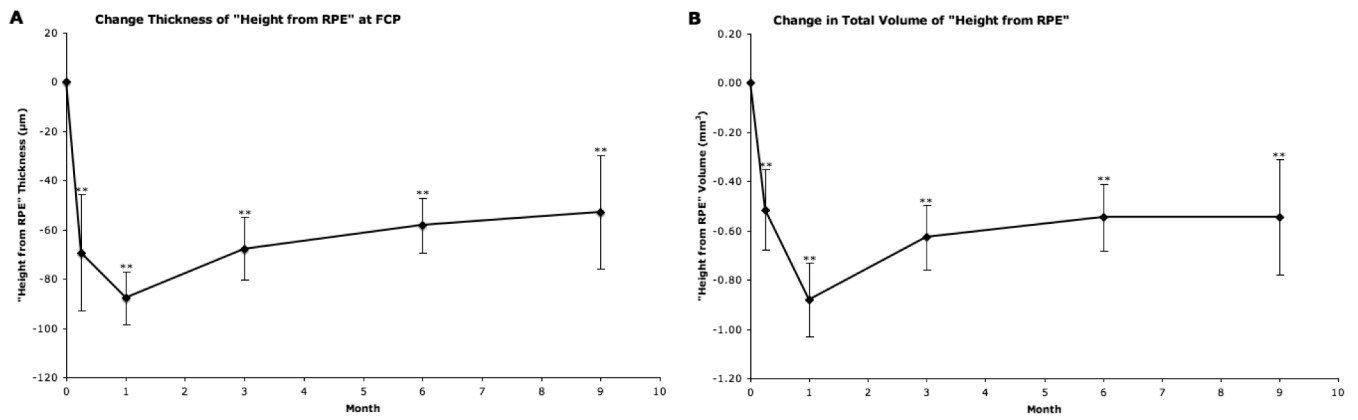 A
Change Thickness of "Height from RPE" at FCP
20
0
-20
-40
-60
-80
-100
-120
"Height from RPE" Thickness (µm)
**
**
**
**
**
0 1 2 3 4 5 6 7 8 9 10
Month
B
Change in Total Volume of "Height from RPE"
0.20
0.00
-0.20
-0.40
-0.60
-0.80
-1.00
-1.20
"Height from RPE" Volume (mm³)
**
**
**
**
**
0 1 2 3 4 5 6 7 8 9 10
Month